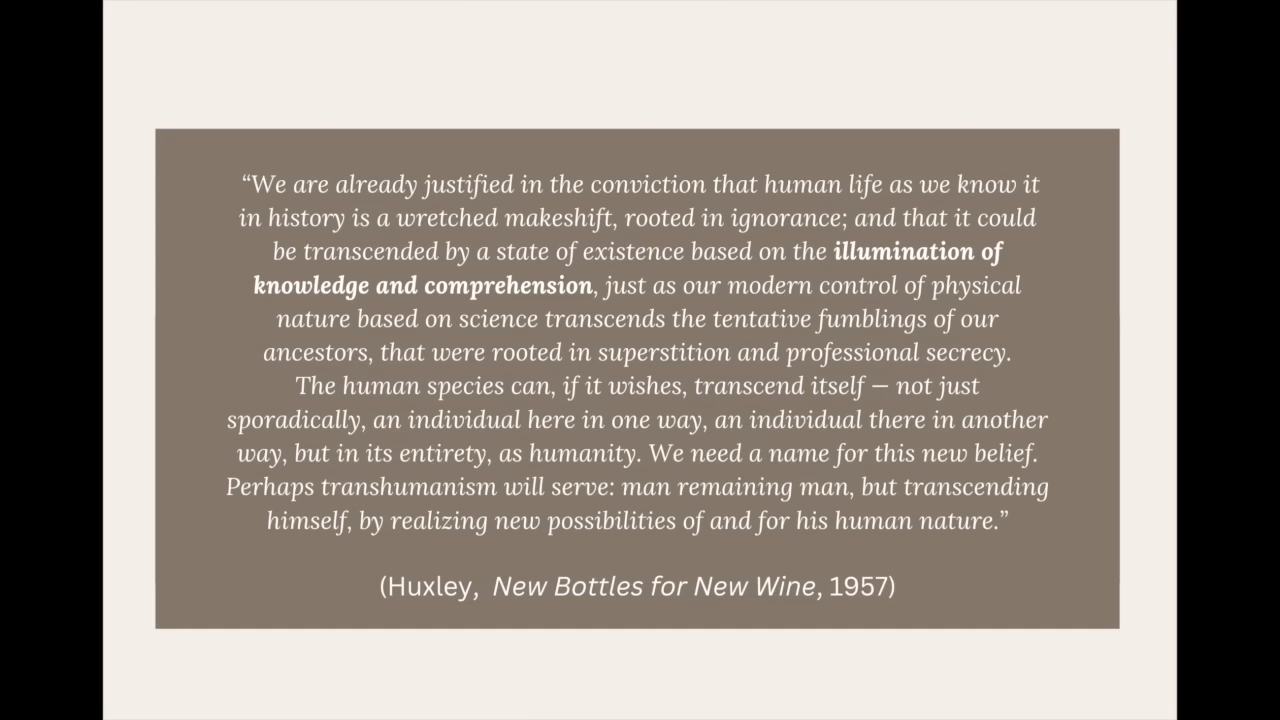 “We are already justified in the conviction that human life as we know it
in history is a wretched makeshift, rooted in ignorance; and that it could
be transcended by a state of existence based on the illumination of
knowledge and comprehension, just as our modern control of physical
nature based on science transcends the tentative fumblings of our
ancestors, that were rooted in superstition and professional secrecy.
The human species can, if it wishes, transcend itself — not just
sporadically, an individual here in one way, an individual there in another
way, but in its entirety, as humanity. We need a name for this new belief.
Perhaps transhumanism will serve: man remaining man, but transcending
himself, by realizing new possibilities of and for his human nature.”
(Huxley, New Bottles for New Wine, 1957)